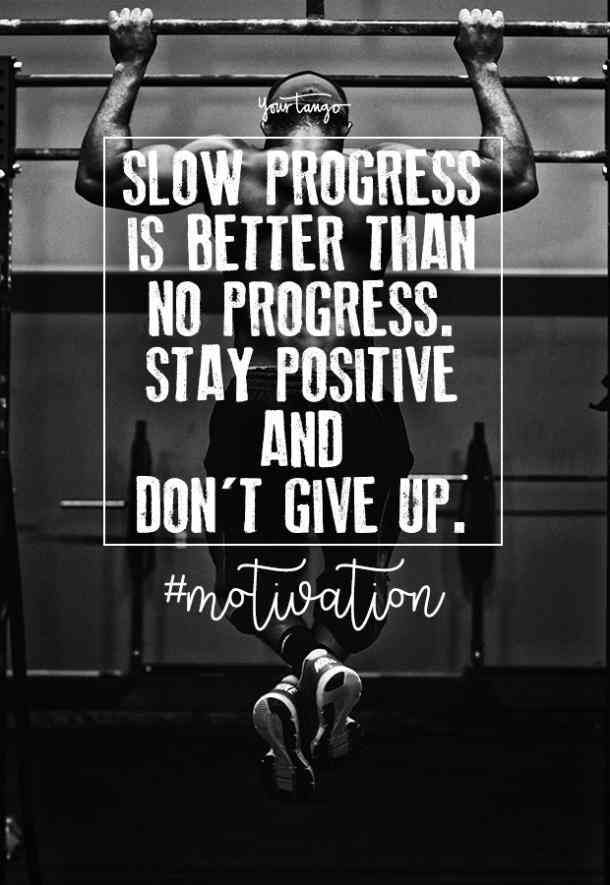 yourtango
SLOW PROGRESS
IS BETTER THAN
NO PROGRESS.
STAY POSITIVE
AND
DON'T GIVE UP.
#motivation